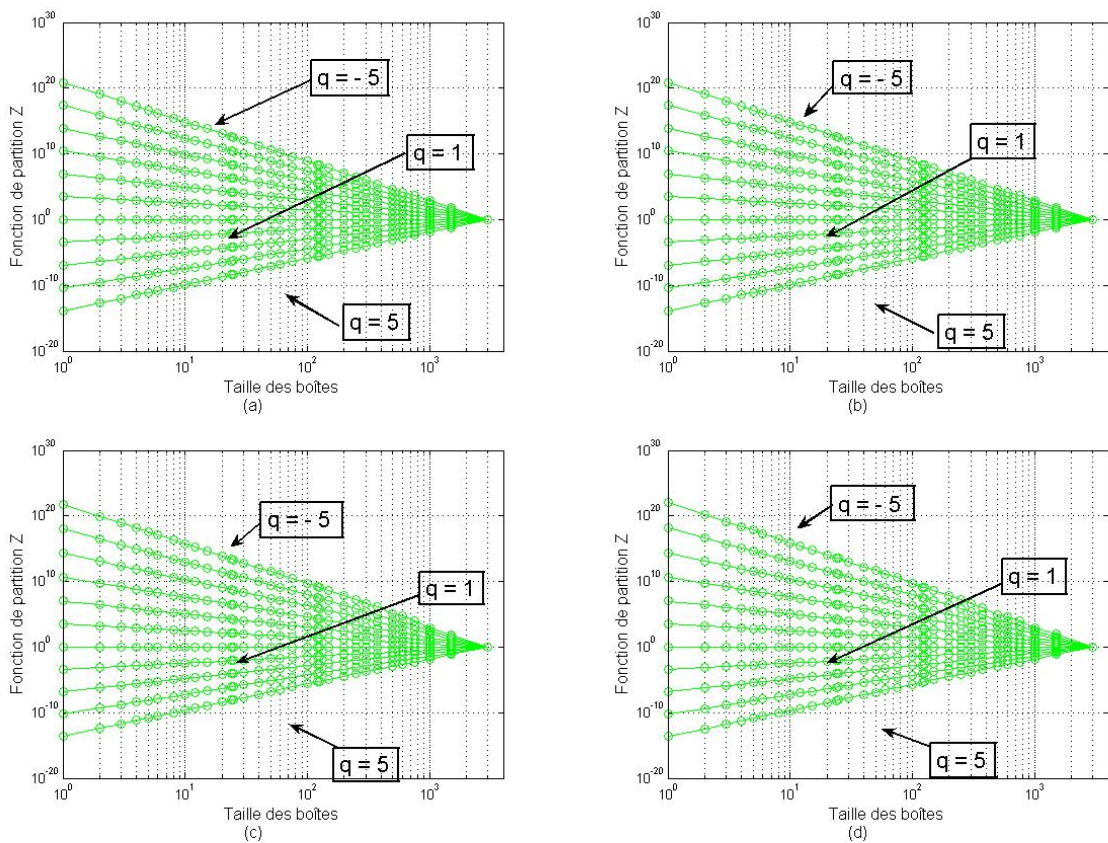 10^30
10^20
10^10
10^0
10^-10
10^-20
Fonction de partition Z
q = - 5
q = 1
q = 5
10^0
10^1
10^2
10^3
Taille des boîtes
(a)
10^30
10^20
10^10
10^0
10^-10
10^-20
Fonction de partition Z
q = - 5
q = 1
q = 5
10^0
10^1
10^2
10^3
Taille des boîtes
(b)
10^30
10^20
10^10
10^0
10^-10
10^-20
Fonction de partition Z
q = - 5
q = 1
q = 5
10^0
10^1
10^2
10^3
Taille des boîtes
(c)
10^30
10^20
10^10
10^0
10^-10
10^-20
Fonction de partition Z
q = - 5
q = 1
q = 5
10^0
10^1
10^2
10^3
Taille des boîtes
(d)